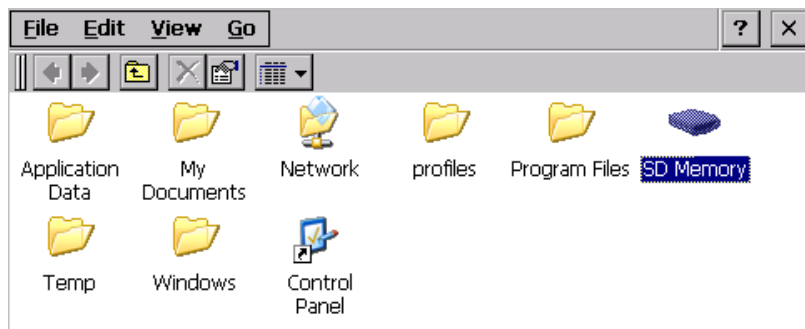 File Edit View Go ? ×
Application Data My Documents Network profiles Program Files SD Memory
Temp Windows Control Panel